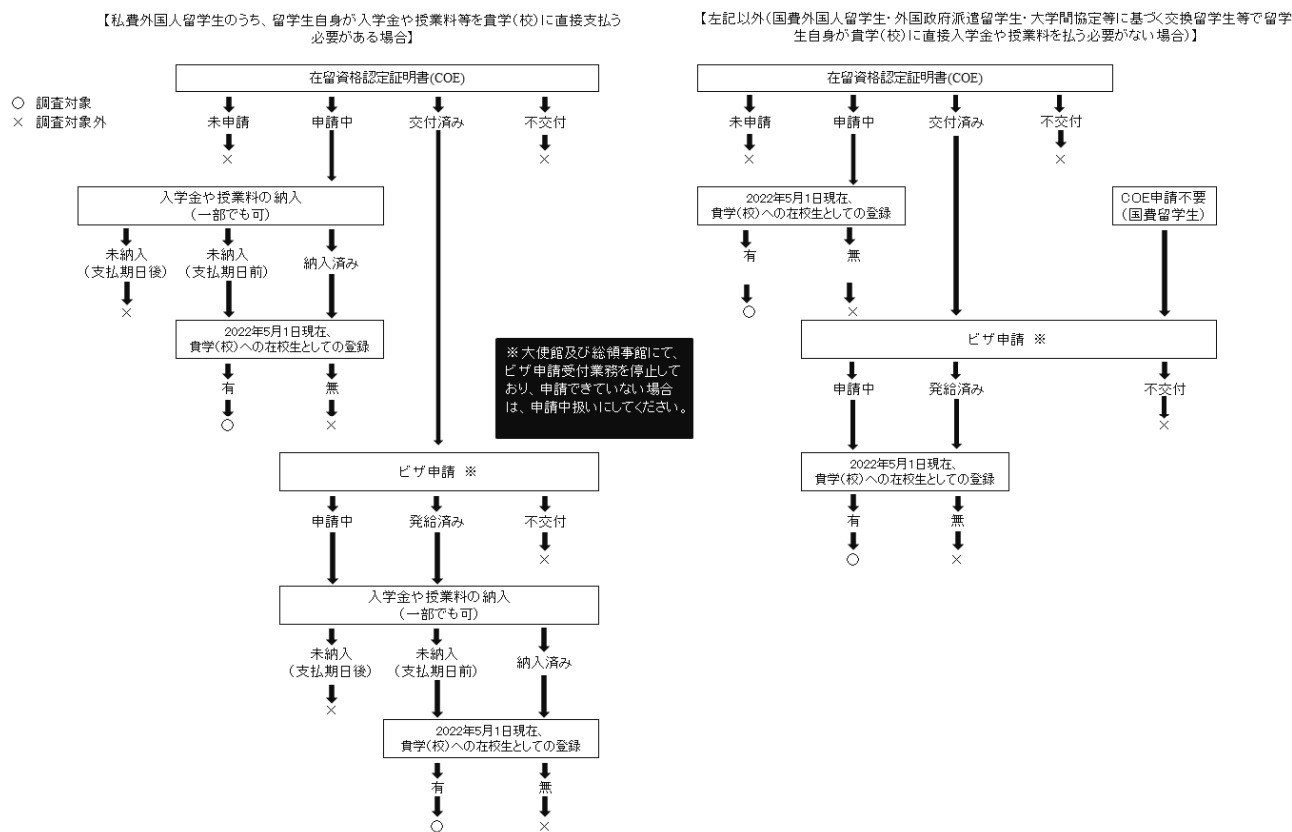 【私費外国人留学生のうち、留学生自身が入学金や授業料等を貴学(校)に直接支払う
必要がある場合】
在留資格認定証明書(COE)
○ 調査対象
× 調査対象外
未申請
申請中
交付済み
不交付
×
×
入学金や授業料の納入
(一部でも可)
未納入
(支払期日後)
未納入
(支払期日前)
納入済み
×
2022年5月1日現在、
貴学(校)への在校生としての登録
有
無
○
×
※大使館及び総領事館にて、
ビザ申請受付業務を停止して
おり、申請できていない場合
は、申請中扱いにしてください。
ビザ申請 ※
申請中
発給済み
不交付
×
入学金や授業料の納入
(一部でも可)
未納入
(支払期日後)
未納入
(支払期日前)
納入済み
×
2022年5月1日現在、
貴学(校)への在校生としての登録
有
無
○
×
【左記以外(国費外国人留学生・外国政府派遣留学生・大学間協定等に基づく交換留学生等で留学
生自身が貴学(校)に直接入学金や授業料を払う必要がない場合)】
在留資格認定証明書(COE)
未申請
申請中
交付済み
不交付
×
×
2022年5月1日現在、
貴学(校)への在校生としての登録
COE申請不要
(国費留学生)
有
無
○
×
ビザ申請 ※
申請中
発給済み
不交付
×
2022年5月1日現在、
貴学(校)への在校生としての登録
有
無
○
×